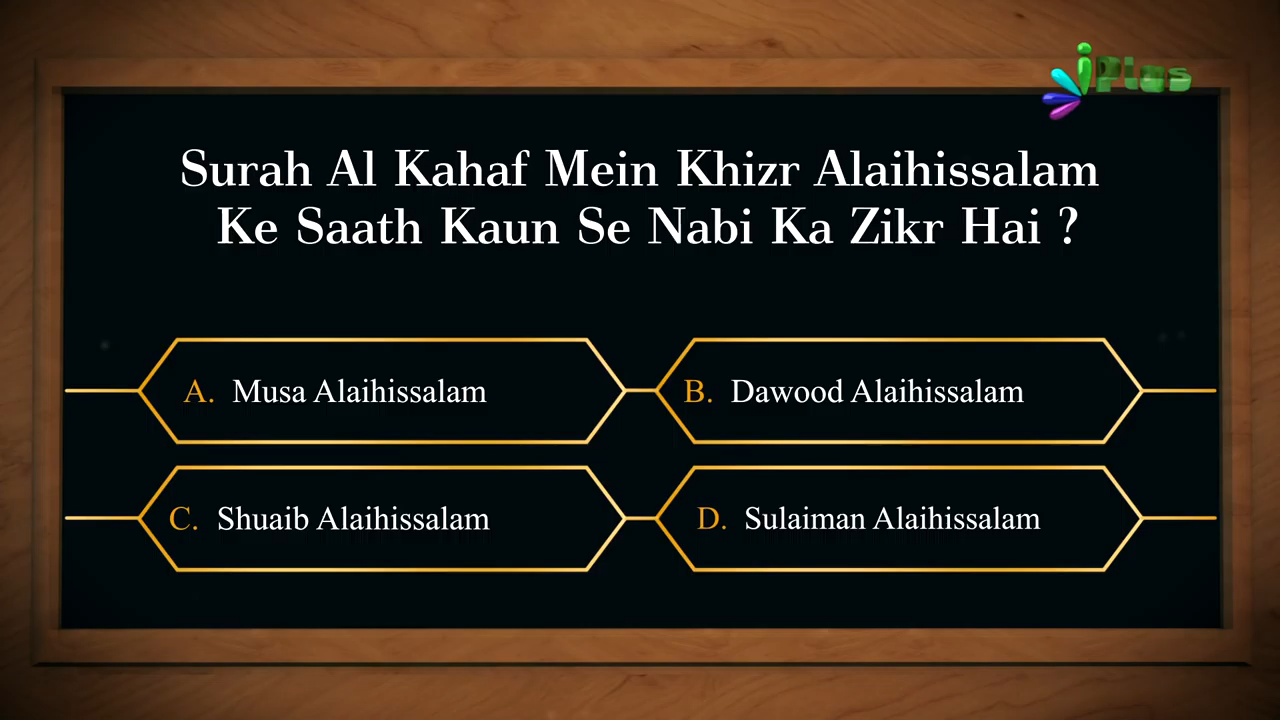 iPlus
Surah Al Kahaf Mein Khizr Alaihissalam
Ke Saath Kaun Se Nabi Ka Zikr Hai ?
A. Musa Alaihissalam
B. Dawood Alaihissalam
C. Shuaib Alaihissalam
D. Sulaiman Alaihissalam